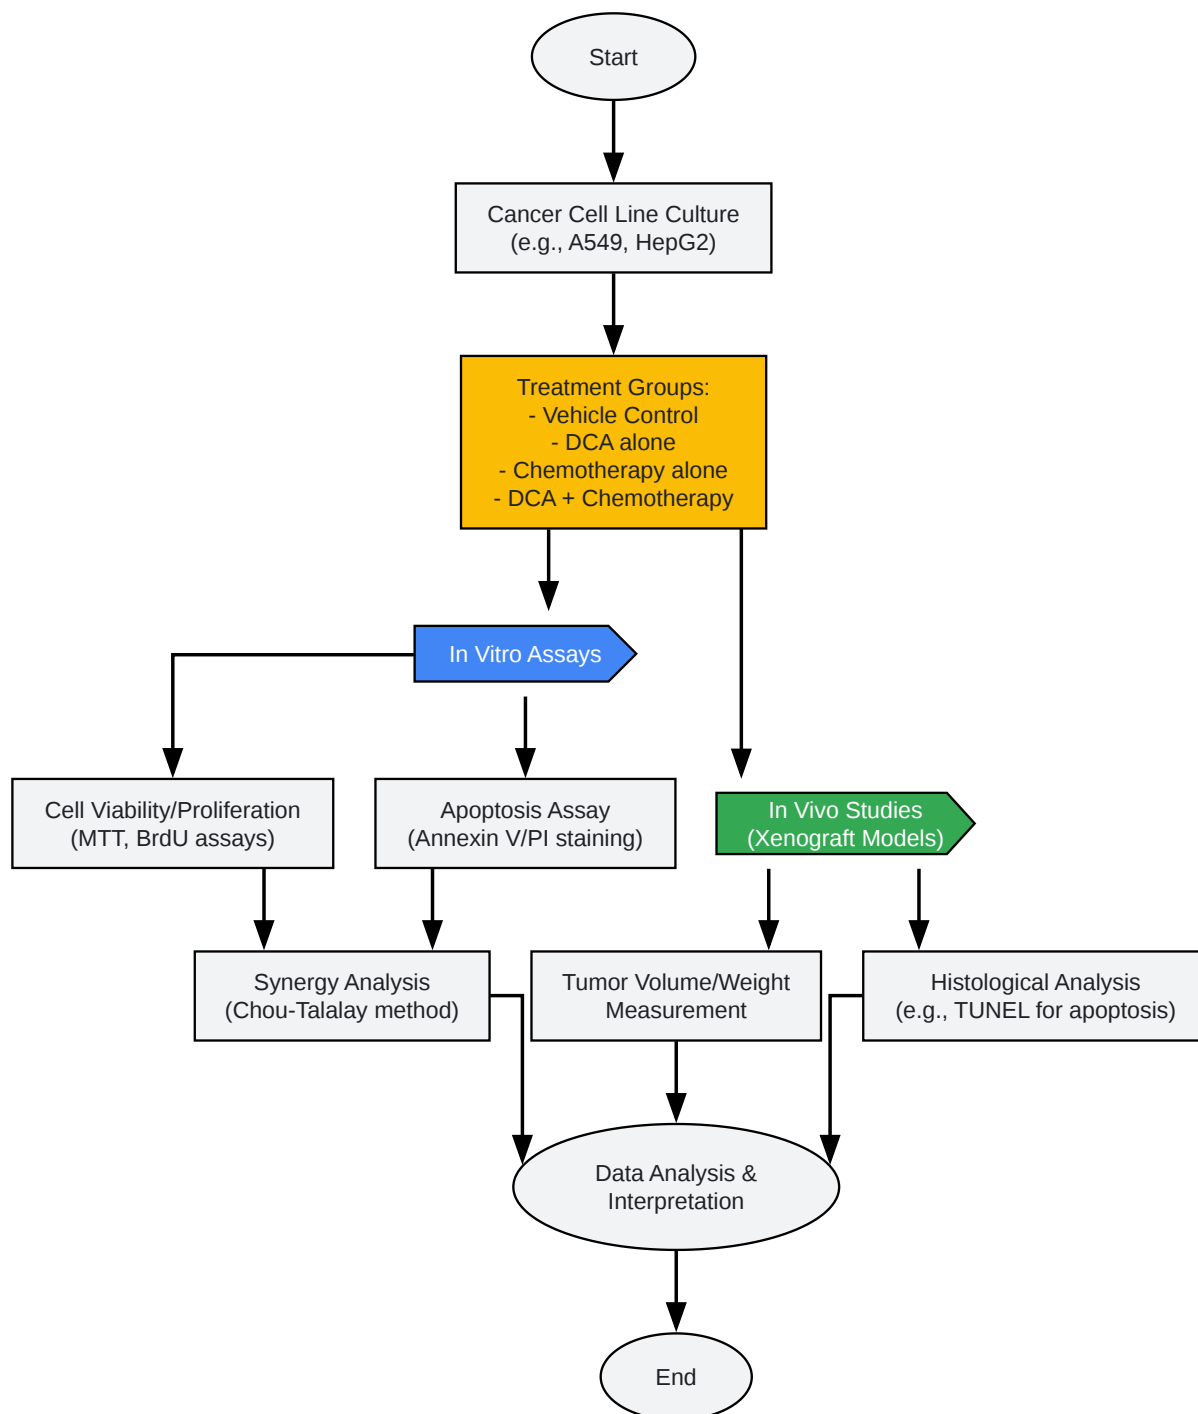 Start
Cancer Cell Line Culture
(e.g., A549, HepG2)
Treatment Groups:
- Vehicle Control
- DCA alone
- Chemotherapy alone
- DCA + Chemotherapy
In Vitro Assays
Cell Viability/Proliferation
(MTT, BrdU assays)
Apoptosis Assay
(Annexin V/PI staining)
In Vivo Studies
(Xenograft Models)
Synergy Analysis
(Chou-Talalay method)
Tumor Volume/Weight
Measurement
Histological Analysis
(e.g., TUNEL for apoptosis)
Data Analysis &
Interpretation
End